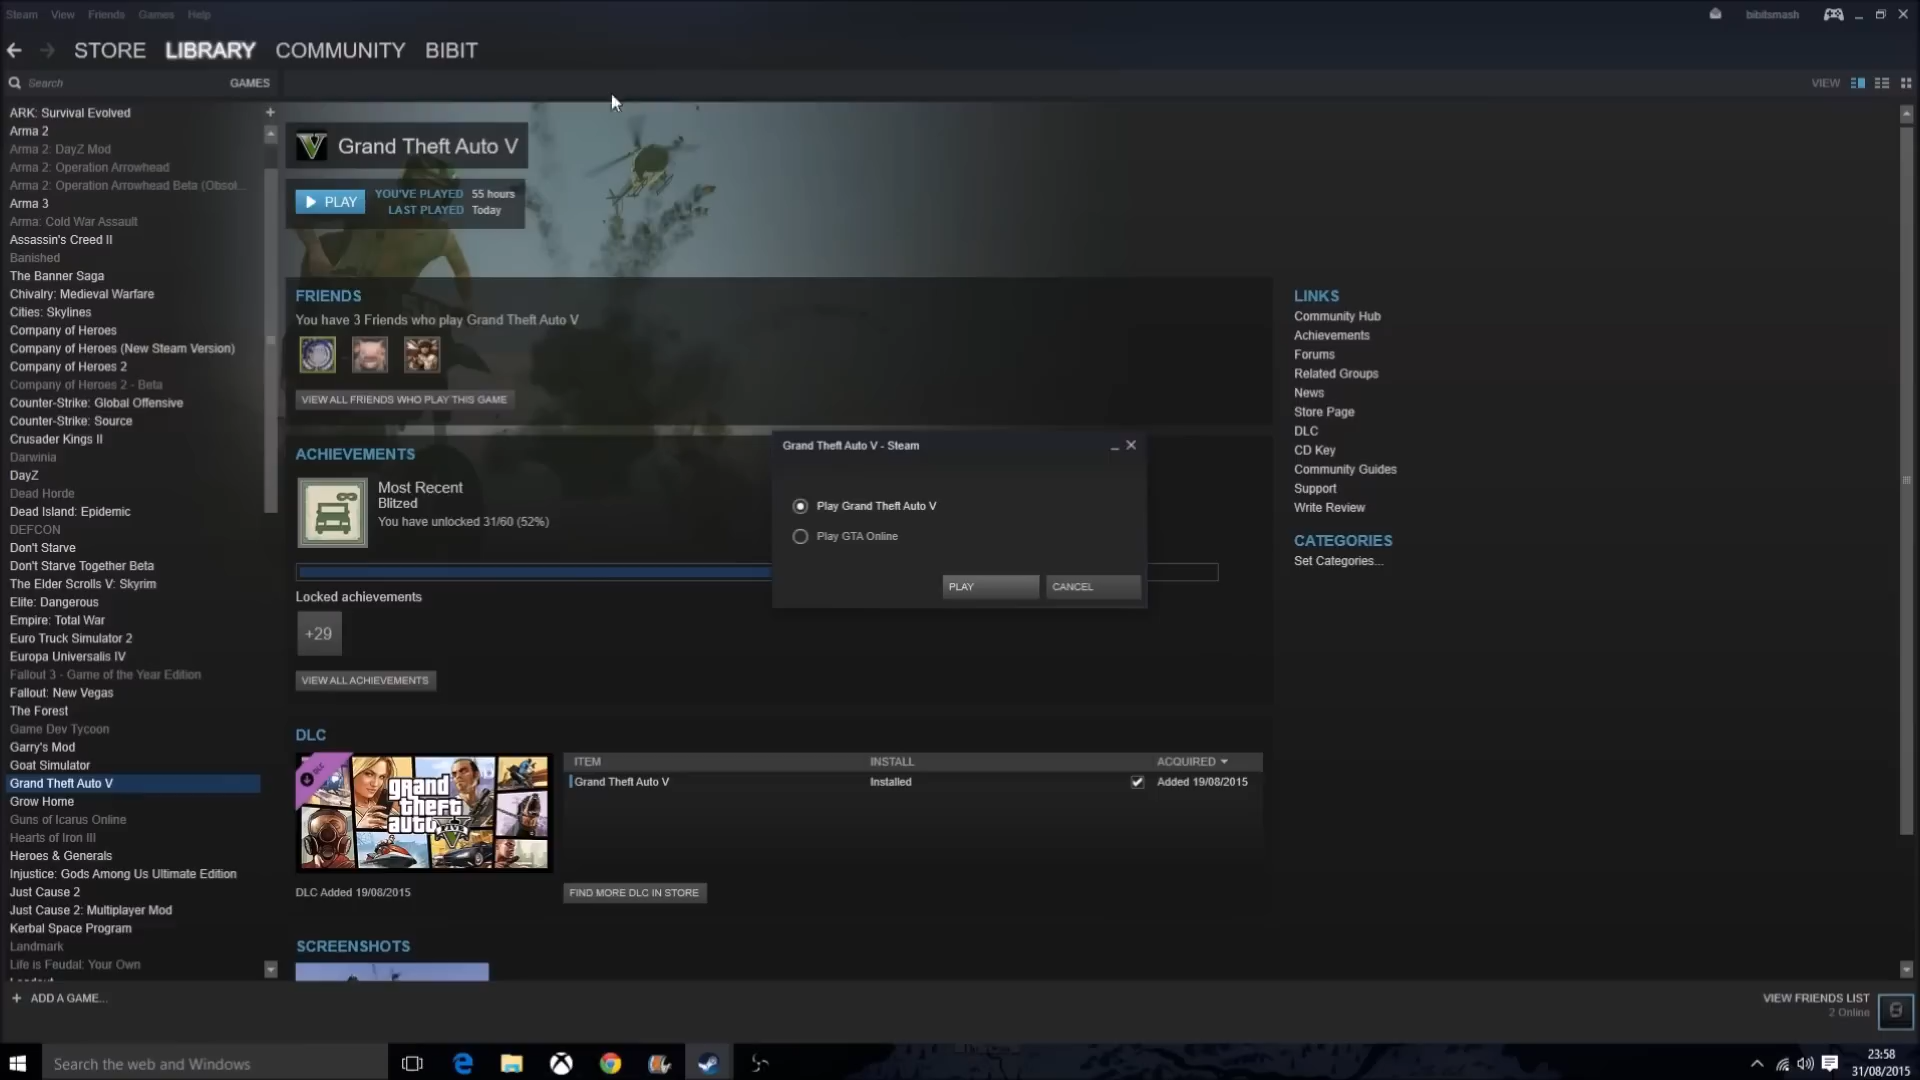 Steam View Friends Games Help
bibitsmash
STORE LIBRARY COMMUNITY BIBIT
Search GAMES
VIEW
ARK: Survival Evolved
Arma 2
Arma 2: DayZ Mod
Arma 2: Operation Arrowhead
Arma 2: Operation Arrowhead Beta (Obsol...
Arma 3
Arma: Cold War Assault
Assassin's Creed II
Banished
The Banner Saga
Chivalry: Medieval Warfare
Cities: Skylines
Company of Heroes
Company of Heroes (New Steam Version)
Company of Heroes 2
Company of Heroes 2 - Beta
Counter-Strike: Global Offensive
Counter-Strike: Source
Crusader Kings II
Darwinia
DayZ
Dead Horde
Dead Island: Epidemic
DEFCON
Don't Starve
Don't Starve Together Beta
The Elder Scrolls V: Skyrim
Elite: Dangerous
Empire: Total War
Euro Truck Simulator 2
Europa Universalis IV
Fallout 3 - Game of the Year Edition
Fallout: New Vegas
The Forest
Game Dev Tycoon
Garry's Mod
Goat Simulator
Grand Theft Auto V
Grow Home
Guns of Icarus Online
Hearts of Iron III
Heroes & Generals
Injustice: Gods Among Us Ultimate Edition
Just Cause 2
Just Cause 2: Multiplayer Mod
Kerbal Space Program
Landmark
Life is Feudal: Your Own
+ ADD A GAME...
Grand Theft Auto V
PLAY
YOU'VE PLAYED 55 hours
LAST PLAYED Today
FRIENDS
You have 3 Friends who play Grand Theft Auto V
VIEW ALL FRIENDS WHO PLAY THIS GAME
ACHIEVEMENTS
Most Recent
Blitzed
You have unlocked 31/60 (52%)
Locked achievements
+29
VIEW ALL ACHIEVEMENTS
Grand Theft Auto V - Steam
Play Grand Theft Auto V
Play GTA Online
PLAY CANCEL
DLC
DLC
grand
theft
auto
FIVE
ITEM INSTALL ACQUIRED
Grand Theft Auto V Installed Added 19/08/2015
DLC Added 19/08/2015
FIND MORE DLC IN STORE
SCREENSHOTS
LINKS
Community Hub
Achievements
Forums
Related Groups
News
Store Page
DLC
CD Key
Community Guides
Support
Write Review
CATEGORIES
Set Categories...
VIEW FRIENDS LIST
2 Online
Search the web and Windows
23:58
31/08/2015